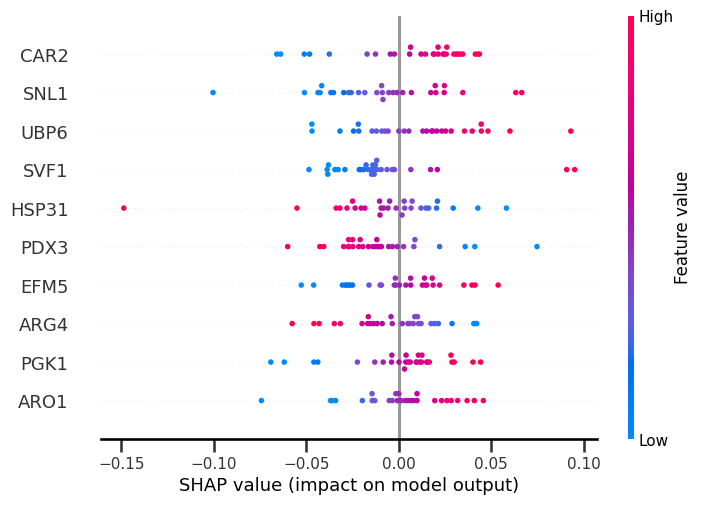 High
CAR2
SNL1
UBP6
SVF1
HSP31
PDX3
EFM5
ARG4
PGK1
ARO1
Feature value
Low
−0.15 −0.10 −0.05 0.00 0.05 0.10
SHAP value (impact on model output)